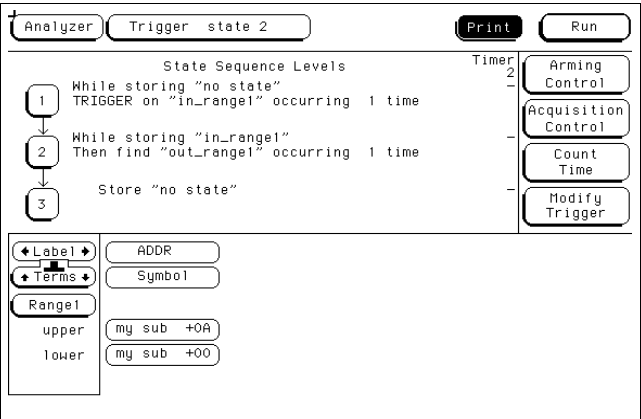 Analyzer Trigger state 2 Print Run
State Sequence Levels
Timer
2
While storing "no state"
1 TRIGGER on "in_range1" occurring 1 time -
While storing "in_range1" -
2 Then find "out_range1" occurring 1 time
Store "no state" -
3
Arming
Control
Acquisition
Control
Count
Time
Modify
Trigger
Label ADDR
Terms Symbol
Range1
upper my sub +0A
lower my sub +00